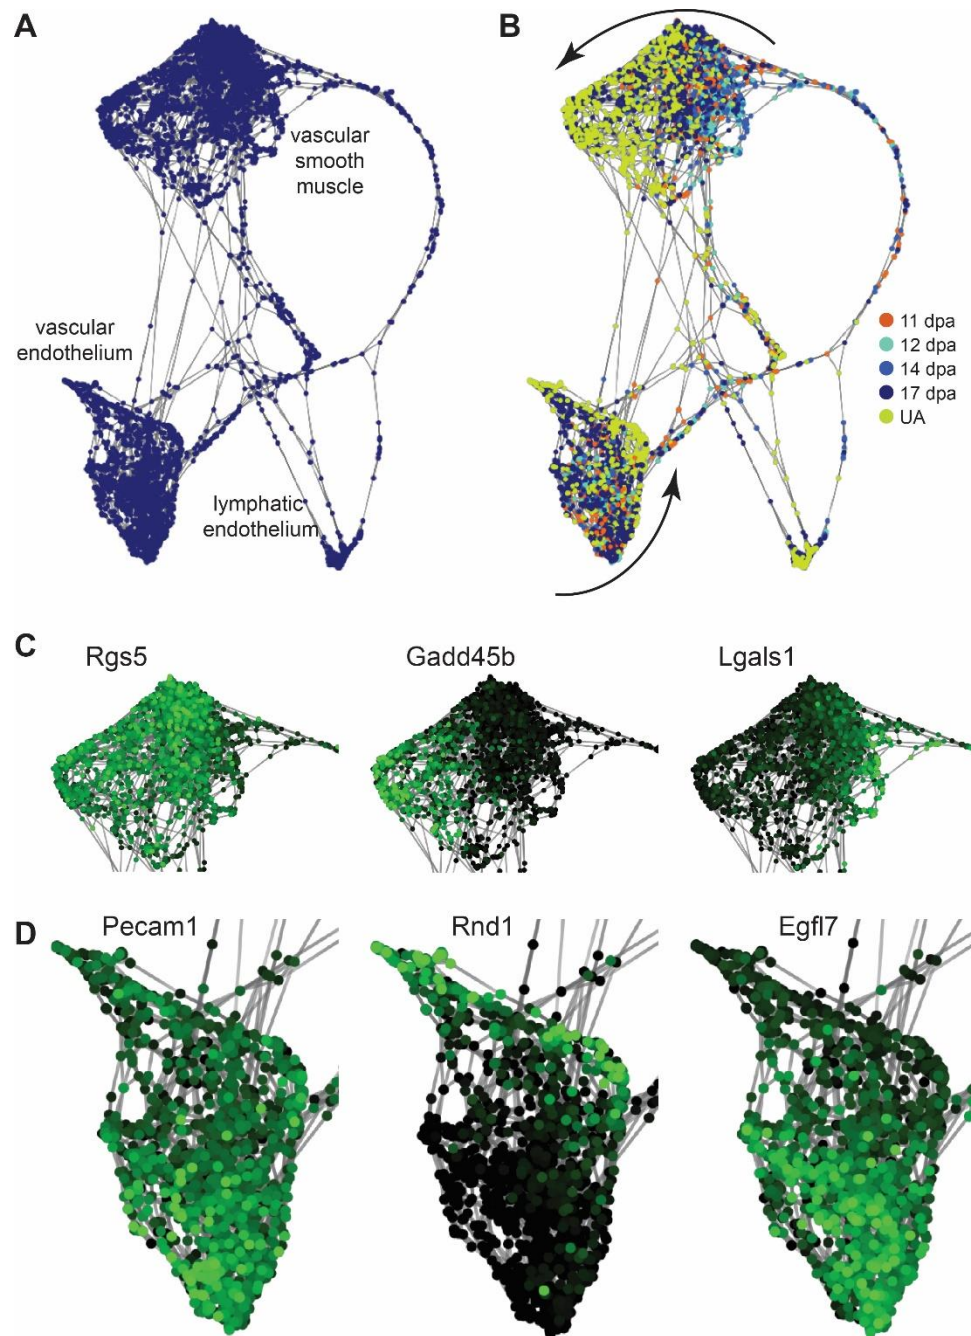 A
B
vascular
smooth
muscle
vascular
endothelium
lymphatic
endothelium
11 dpa
12 dpa
14 dpa
17 dpa
UA
C
Rgs5
Gadd45b
Lgals1
D
Pecam1
Rnd1
Egfl7